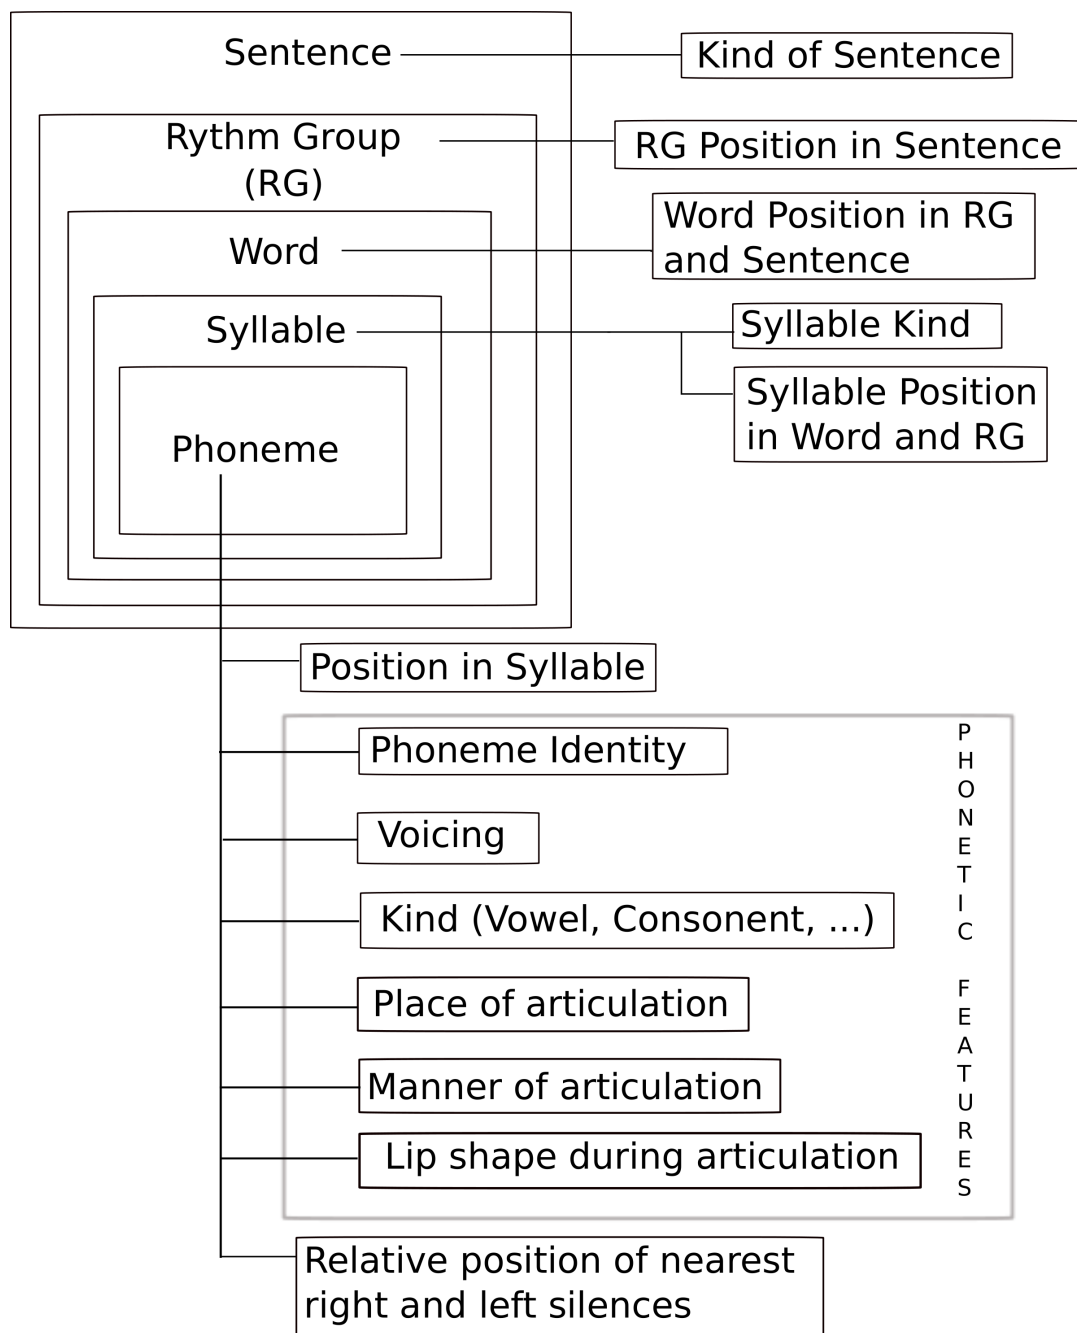 Sentence
Kind of Sentence
Rythm Group
(RG)
RG Position in Sentence
Word
Word Position in RG
and Sentence
Syllable
Syllable Kind
Syllable Position
in Word and RG
Phoneme
Position in Syllable
Phoneme Identity
Voicing
Kind (Vowel, Consonent, ...)
Place of articulation
Manner of articulation
Lip shape during articulation
PHONETIC FEATURES
Relative position of nearest
right and left silences